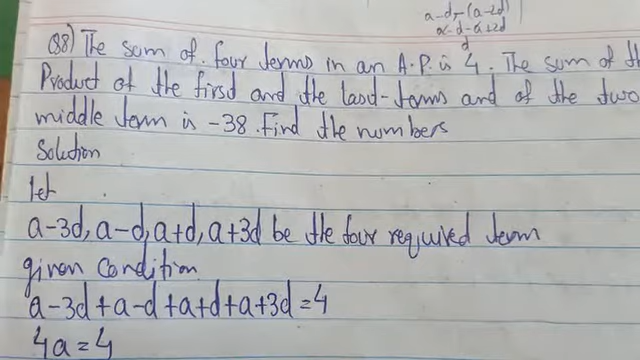 a-d, -(a-2d)
a-d-a+2d
d
Q8) The sum of four terms in an A.P. is 4. The sum of the
Product of the first and the last-terms and of the two
middle term is -38. Find the numbers
Solution
let
a-3d, a-d, a+d, a+3d be the four required term
given Condition
a-3d+a-d+a+d+a+3d=4
4a=4